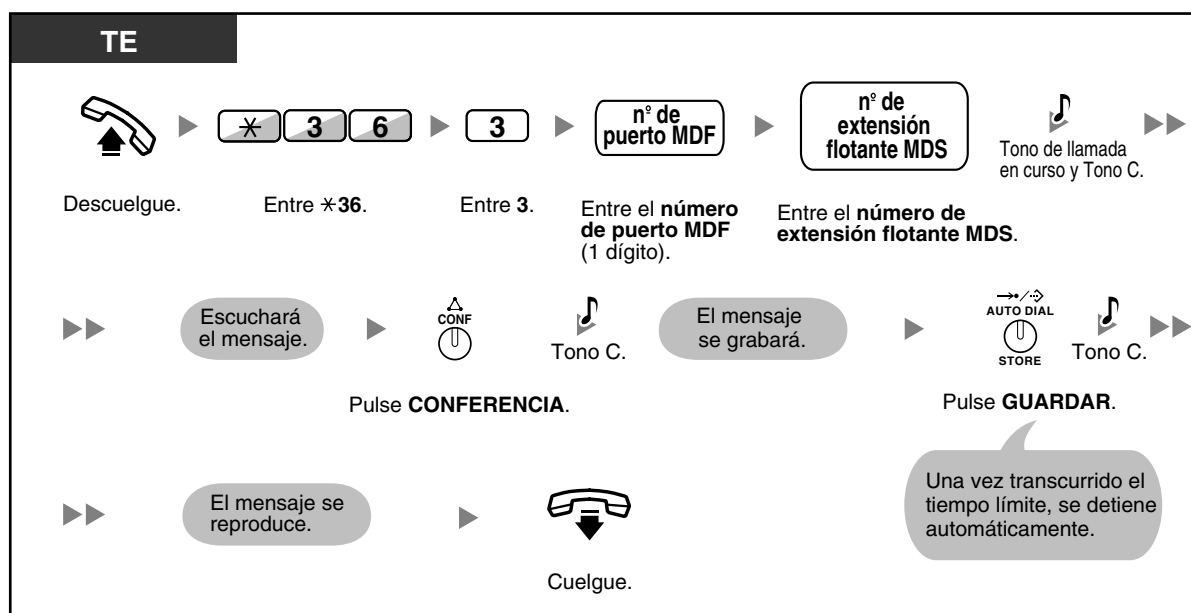 TE
✳ 3 6
3
nº de
puerto MDF
nº de
extensión
flotante MDS
Tono de llamada
en curso y Tono C.
Descuelgue.
Entre ✳36.
Entre 3.
Entre el número
de puerto MDF
(1 dígito).
Entre el número de
extensión flotante MDS.
Escuchará
el mensaje.
CONF
Tono C.
El mensaje
se grabará.
AUTO DIAL
STORE
Tono C.
Pulse CONFERENCIA.
Pulse GUARDAR.
Una vez transcurrido el
tiempo límite, se detiene
automáticamente.
El mensaje se
reproduce.
Cuelgue.